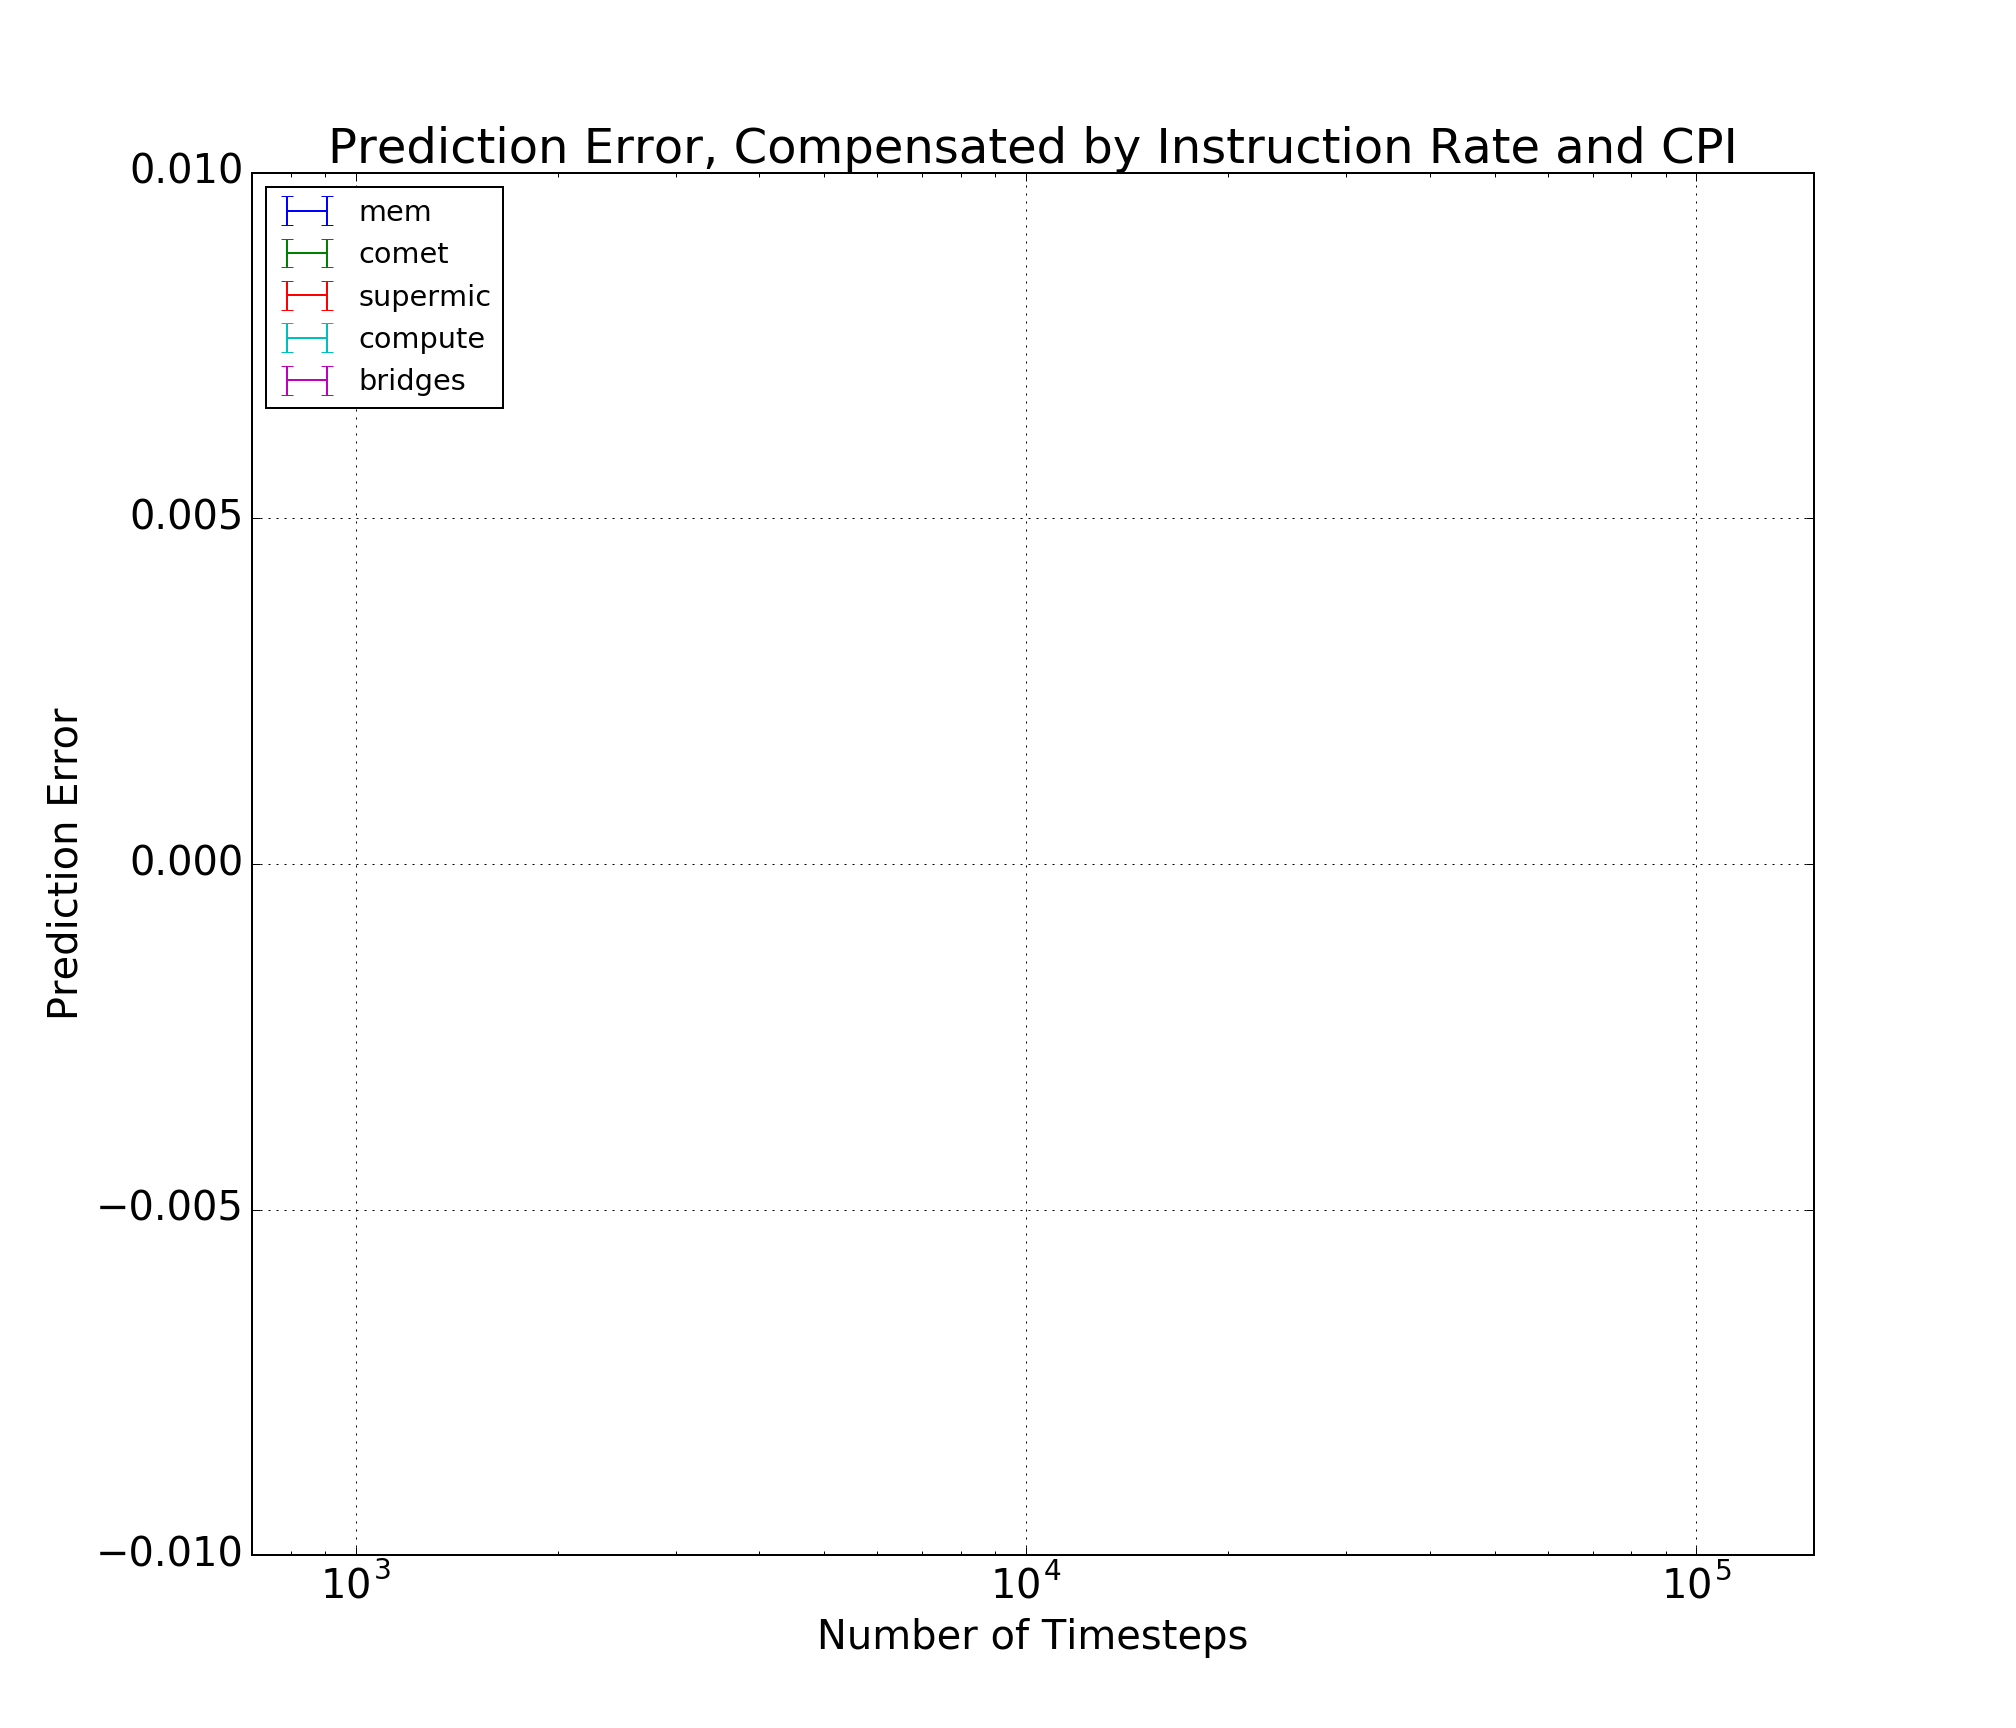 Prediction Error, Compensated by Instruction Rate and CPI
0.010
mem
comet
supermic
compute
bridges
0.005
0.000
−0.005
−0.010
Prediction Error
10³
10⁴
10⁵
Number of Timesteps